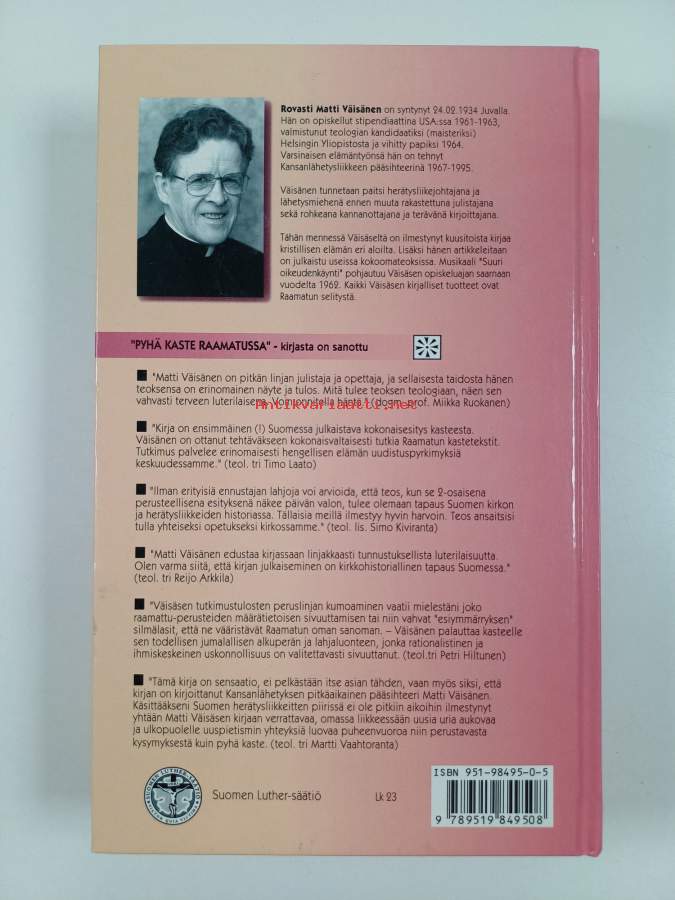 Rovasti Matti Väisänen on syntynyt 24.02.1934 Juvalla.
Hän on opiskellut stipendiaattina USA:ssa 1961-1963,
valmistunut teologian kandidaatiksi (maisteriksi)
Helsingin Yliopistosta ja vihitty papiksi 1964.
Varsinaisen elämäntyönsä hän on tehnyt
Kansanlähetysliikkeen pääsihteerinä 1967-1995.
Väisänen tunnetaan paitsi herätysliikejohtajana ja
lähetysmiehenä ennen muuta rakastettuna julistajana
sekä rohkeana kannanottajana ja terävänä kirjoittajana.
Tähän mennessä Väisäseltä on ilmestynyt kuusitoista kirjaa
kristillisen elämän eri aloilta. Lisäksi hänen artikkeleitaan
on julkaistu useissa kokoomateoksissa. Musikaali "Suuri
oikeudenkäynti" pohjautuu Väisäsen opiskeluajan saarnaan
vuodelta 1962. Kaikki Väisäsen kirjalliset tuotteet ovat
Raamatun selitystä.
"PYHÄ KASTE RAAMATUSSA" - kirjasta on sanottu
■ "Matti Väisänen on pitkän linjan julistaja ja opettaja, ja sellaisesta taidosta hänen
teoksensa on erinomainen näyte ja tulos. Mitä tulee teoksen teologiaan, näen sen
vahvasti terveen luterilaisena. (dogm. prof. Miikka Ruokanen)
Antikvariaatti.net
■ "Kirja on ensimmäinen (!) Suomessa julkaistava kokonaisesitys kasteesta.
Väisänen on ottanut tehtäväkseen kokonaisvaltaisesti tutkia Raamatun kastetekstit.
Tutkimus palvelee erinomaisesti hengellisen elämän uudistuspyrkimyksiä
keskuudessamme." (teol. tri Timo Laato)
■ "Ilman erityisiä ennustajan lahjoja voi arvioida, että teos, kun se 2-osaisena
perusteellisena esityksenä näkee päivän valon, tulee olemaan tapaus Suomen kirkon
ja herätysliikkeiden historiassa. Tällaisia meillä ilmestyy hyvin harvoin. Teos ansaitsisi
tulla yhteiseksi opetukseksi kirkossamme." (teol. lis. Simo Kiviranta)
■ "Matti Väisänen edustaa kirjassaan linjakkaasti tunnustuksellista luterilaisuutta.
Olen varma siitä, että kirjan julkaiseminen on kirkkohistoriallinen tapaus Suomessa."
(teol. tri Reijo Arkkila)
■ "Väisäsen tutkimustulosten peruslinjan kumoaminen vaatii mielestäni joko
raamattu-perusteiden määrätietoisen sivuuttamisen tai niin vahvat "esiymmärryksen"
silmälasit, että ne vääristävät Raamatun oman sanoman. – Väisänen palauttaa kasteelle
sen todellisen jumalallisen alkuperän ja lahjaluonteen, jonka rationalistinen ja
ihmiskeskeinen uskonnollisuus on valitettavasti sivuuttanut. (teol.tri Petri Hiltunen)
■ "Tämä kirja on sensaatio, ei pelkästään itse asian tähden, vaan myös siksi, että
kirjan on kirjoittanut Kansanlähetyksen pitkäaikainen pääsihteeri Matti Väisänen.
Käsittääkseni Suomen herätysliikkeitten piirissä ei ole pitkiin aikoihin ilmestynyt
yhtään Matti Väisäsen kirjaan verrattavaa, omassa liikkeessään uusia uria aukovaa
ja ulkopuolelle uuspietismin yhteyksiä luovaa puheenvuoroa niin perustavasta
kysymyksestä kuin pyhä kaste. (teol. tri Martti Vaahtoranta)
Suomen Luther-säätiö
Lk 23
ISBN 951-98495-0-5
9 789519 849508